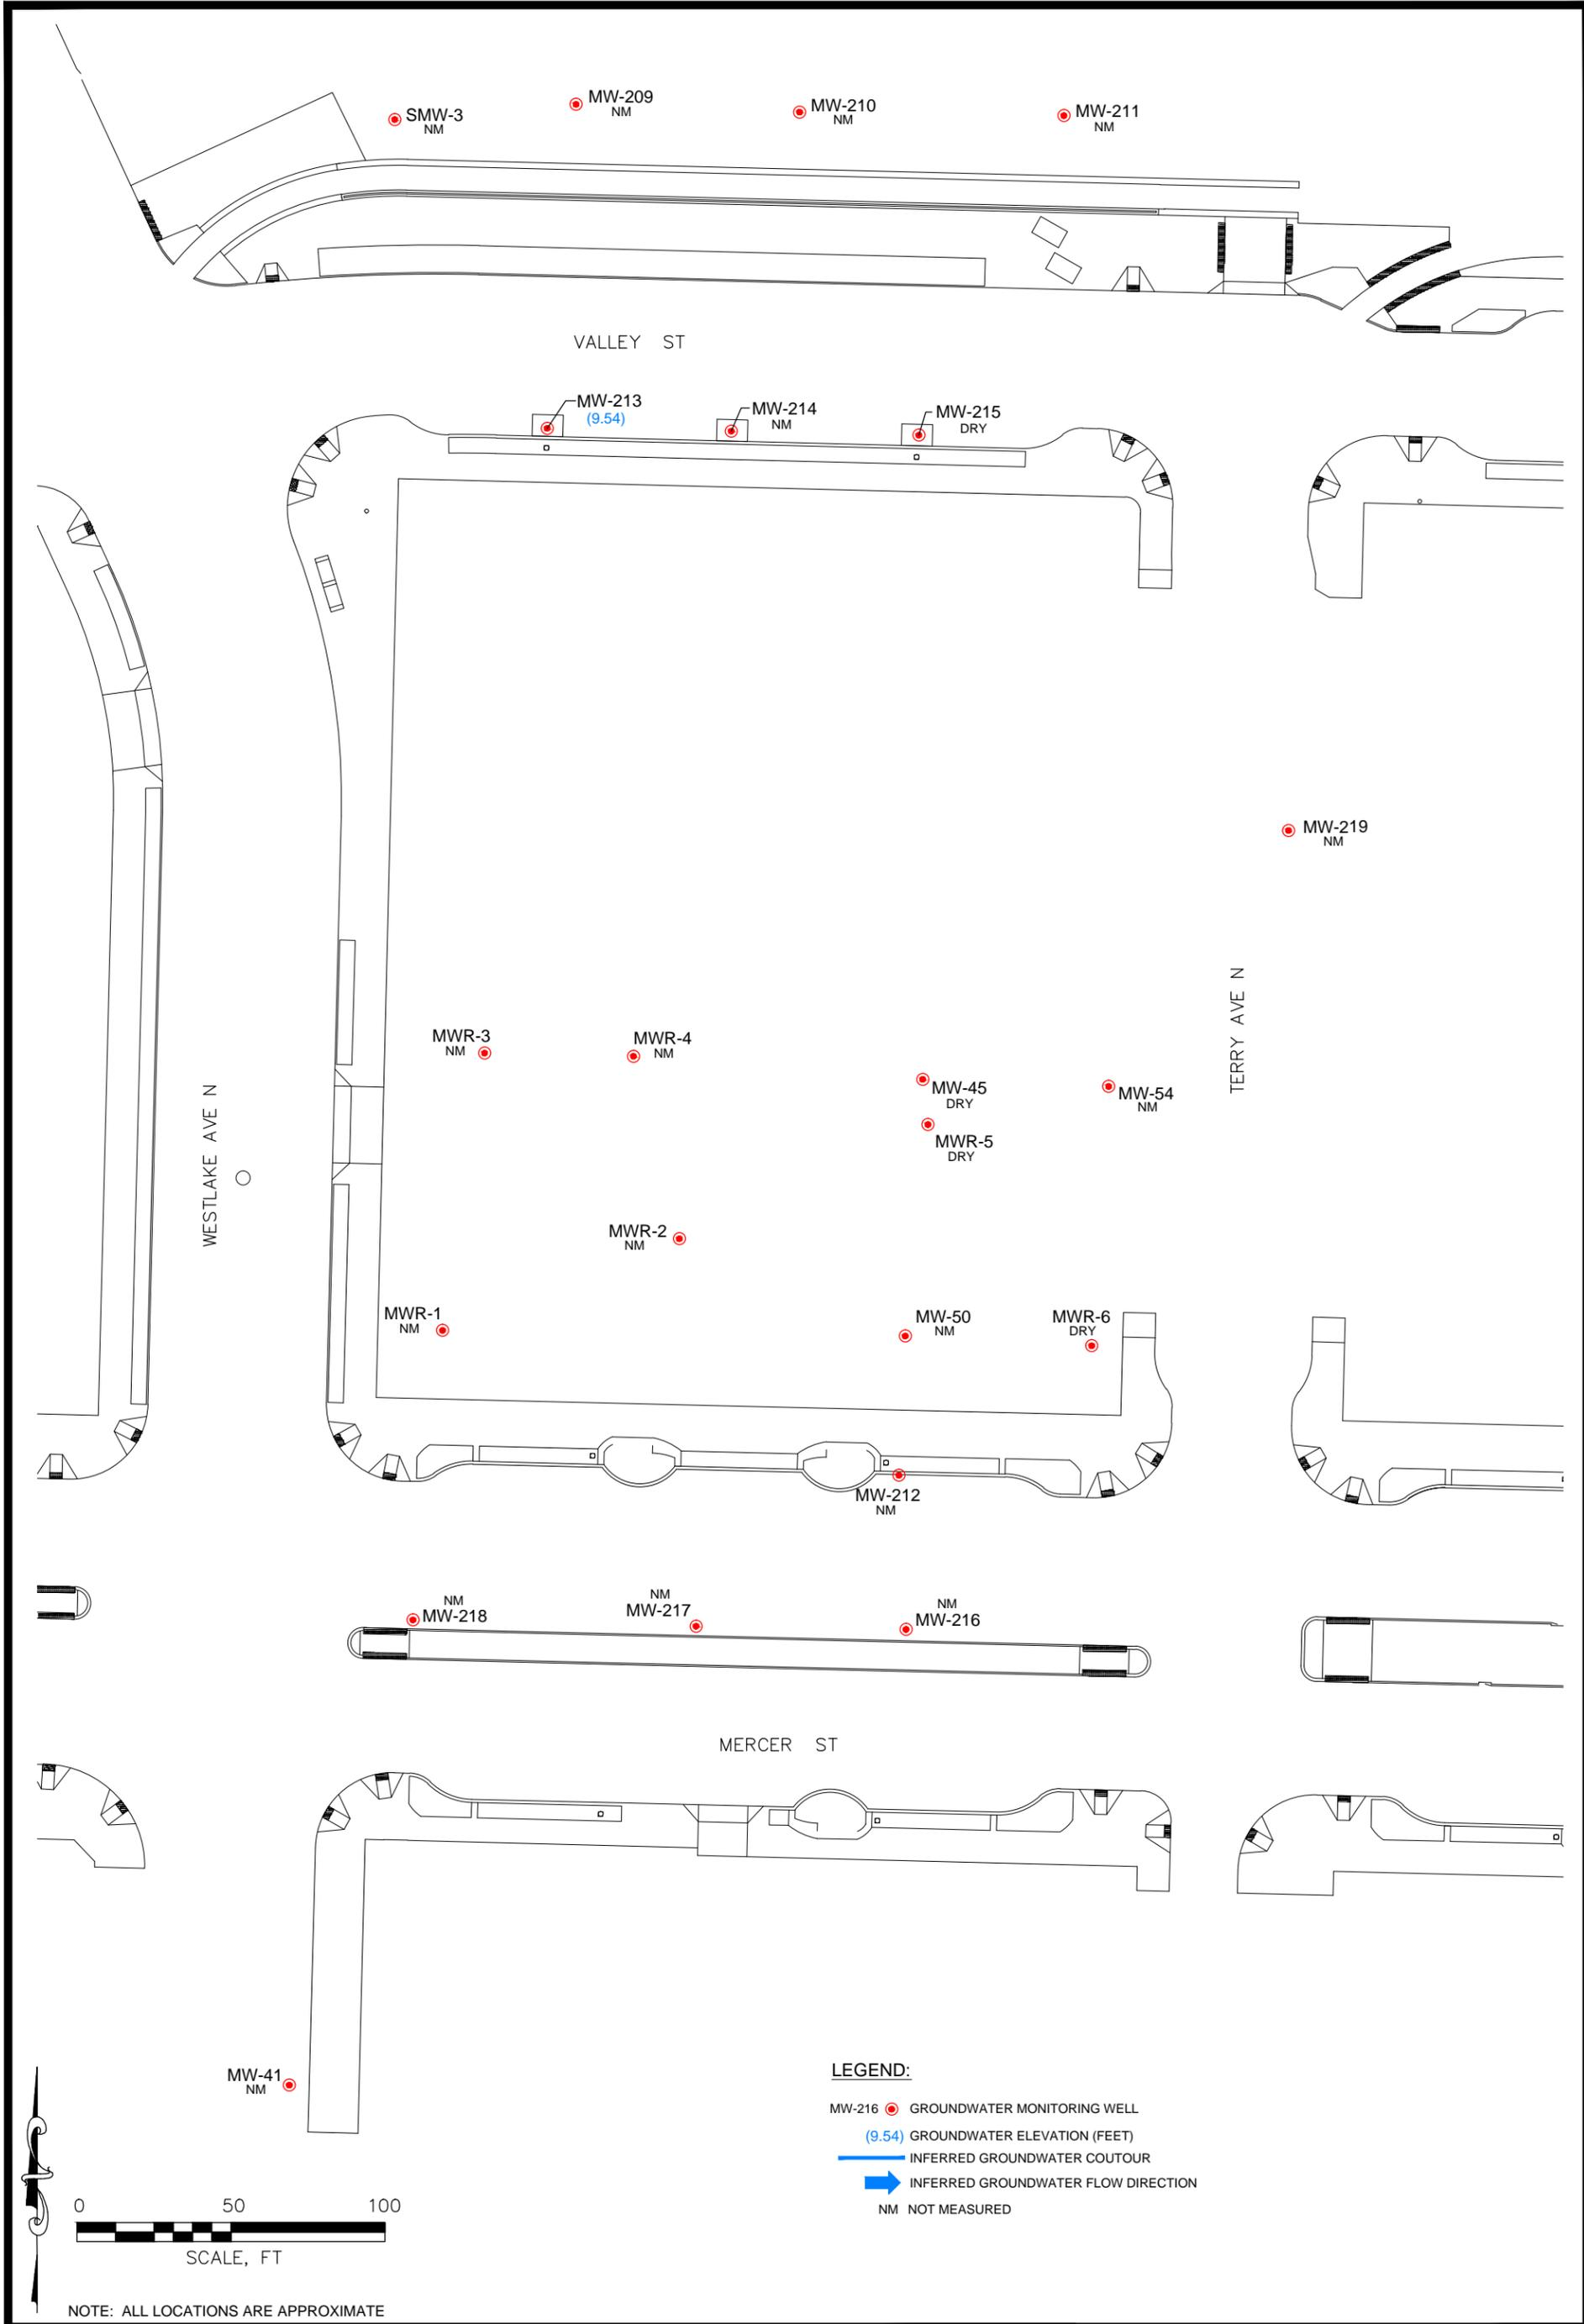 SMW-3
NM
MW-209
NM
MW-210
NM
MW-211
NM
VALLEY ST
MW-213
(9.54)
MW-214
NM
MW-215
DRY
MW-219
NM
TERRY AVE N
MWR-3
NM
MWR-4
NM
MW-45
DRY
MW-54
NM
MWR-5
DRY
WESTLAKE AVE N
MWR-2
NM
MWR-1
NM
MW-50
NM
MWR-6
DRY
MW-212
NM
NM
MW-218
NM
MW-217
NM
MW-216
MERCER ST
MW-41
NM
LEGEND:
MW-216 GROUNDWATER MONITORING WELL
(9.54) GROUNDWATER ELEVATION (FEET)
INFERRED GROUNDWATER COUTOUR
INFERRED GROUNDWATER FLOW DIRECTION
NM NOT MEASURED
0 50 100
SCALE, FT
NOTE: ALL LOCATIONS ARE APPROXIMATE